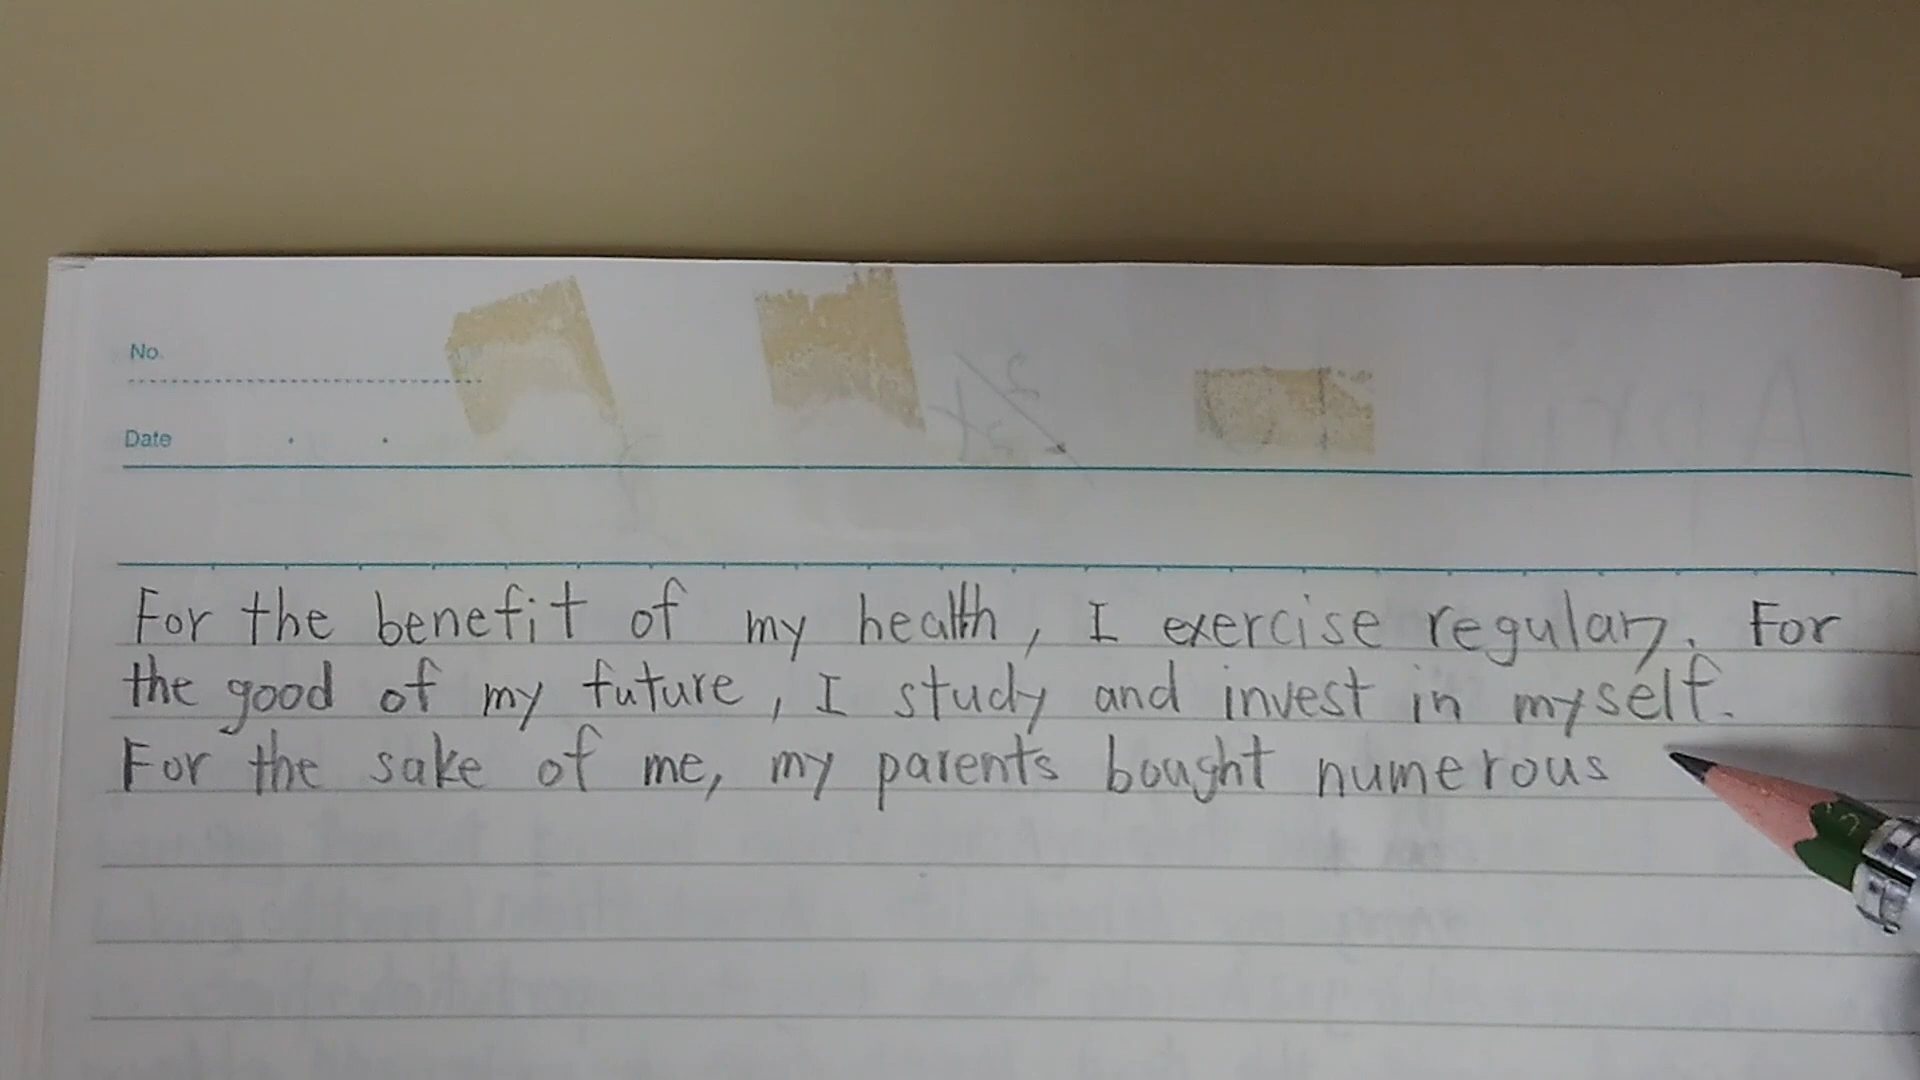 No.
Date
For the benefit of my health, I exercise regulary. For
the good of my future, I study and invest in myself.
For the sake of me, my parents bought numerous